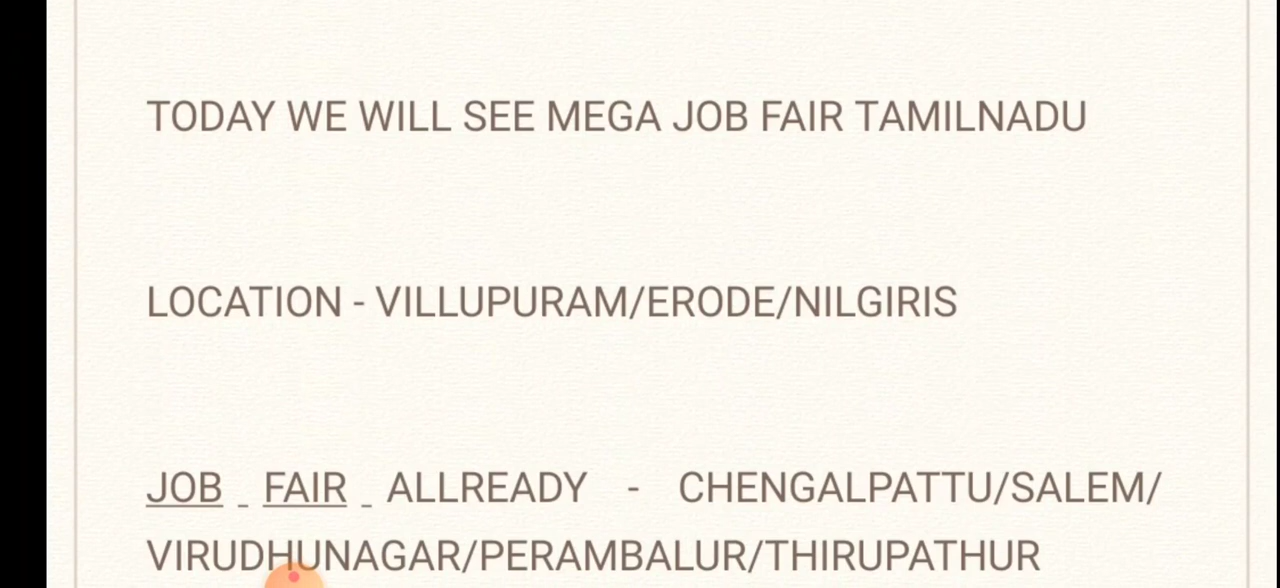 TODAY WE WILL SEE MEGA JOB FAIR TAMILNADU
LOCATION - VILLUPURAM/ERODE/NILGIRIS
JOB FAIR ALLREADY - CHENGALPATTU/SALEM/
VIRUDHUNAGAR/PERAMBALUR/THIRUPATHUR